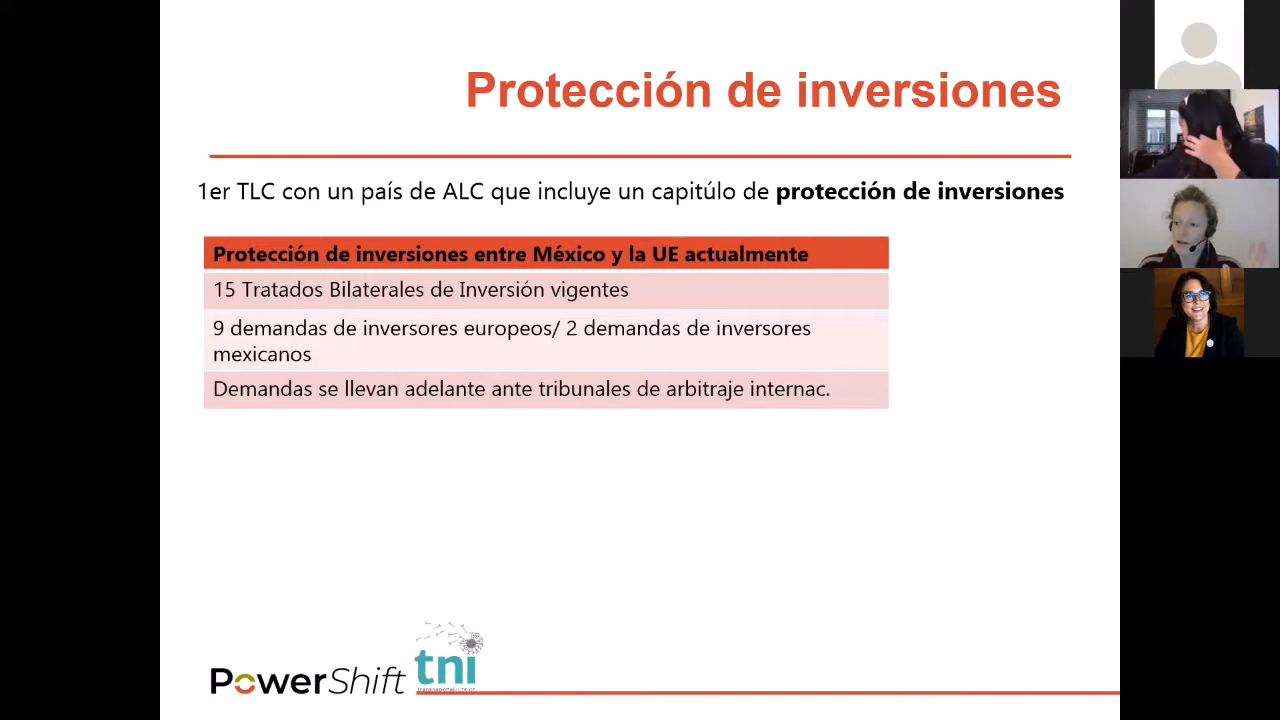 Protección de inversiones
1er TLC con un país de ALC que incluye un capitúlo de protección de inversiones
Protección de inversiones entre México y la UE actualmente
15 Tratados Bilaterales de Inversión vigentes
9 demandas de inversores europeos/ 2 demandas de inversores
mexicanos
Demandas se llevan adelante ante tribunales de arbitraje internac.
PowerShift
tni